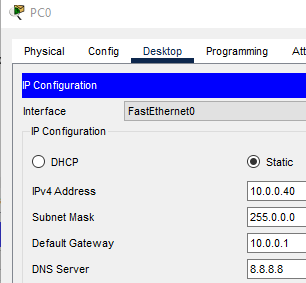 PC0
Physical Config Desktop Programming Att
IP Configuration
Interface FastEthernet0
IP Configuration
DHCP Static
IPv4 Address 10.0.0.40
Subnet Mask 255.0.0.0
Default Gateway 10.0.0.1
DNS Server 8.8.8.8